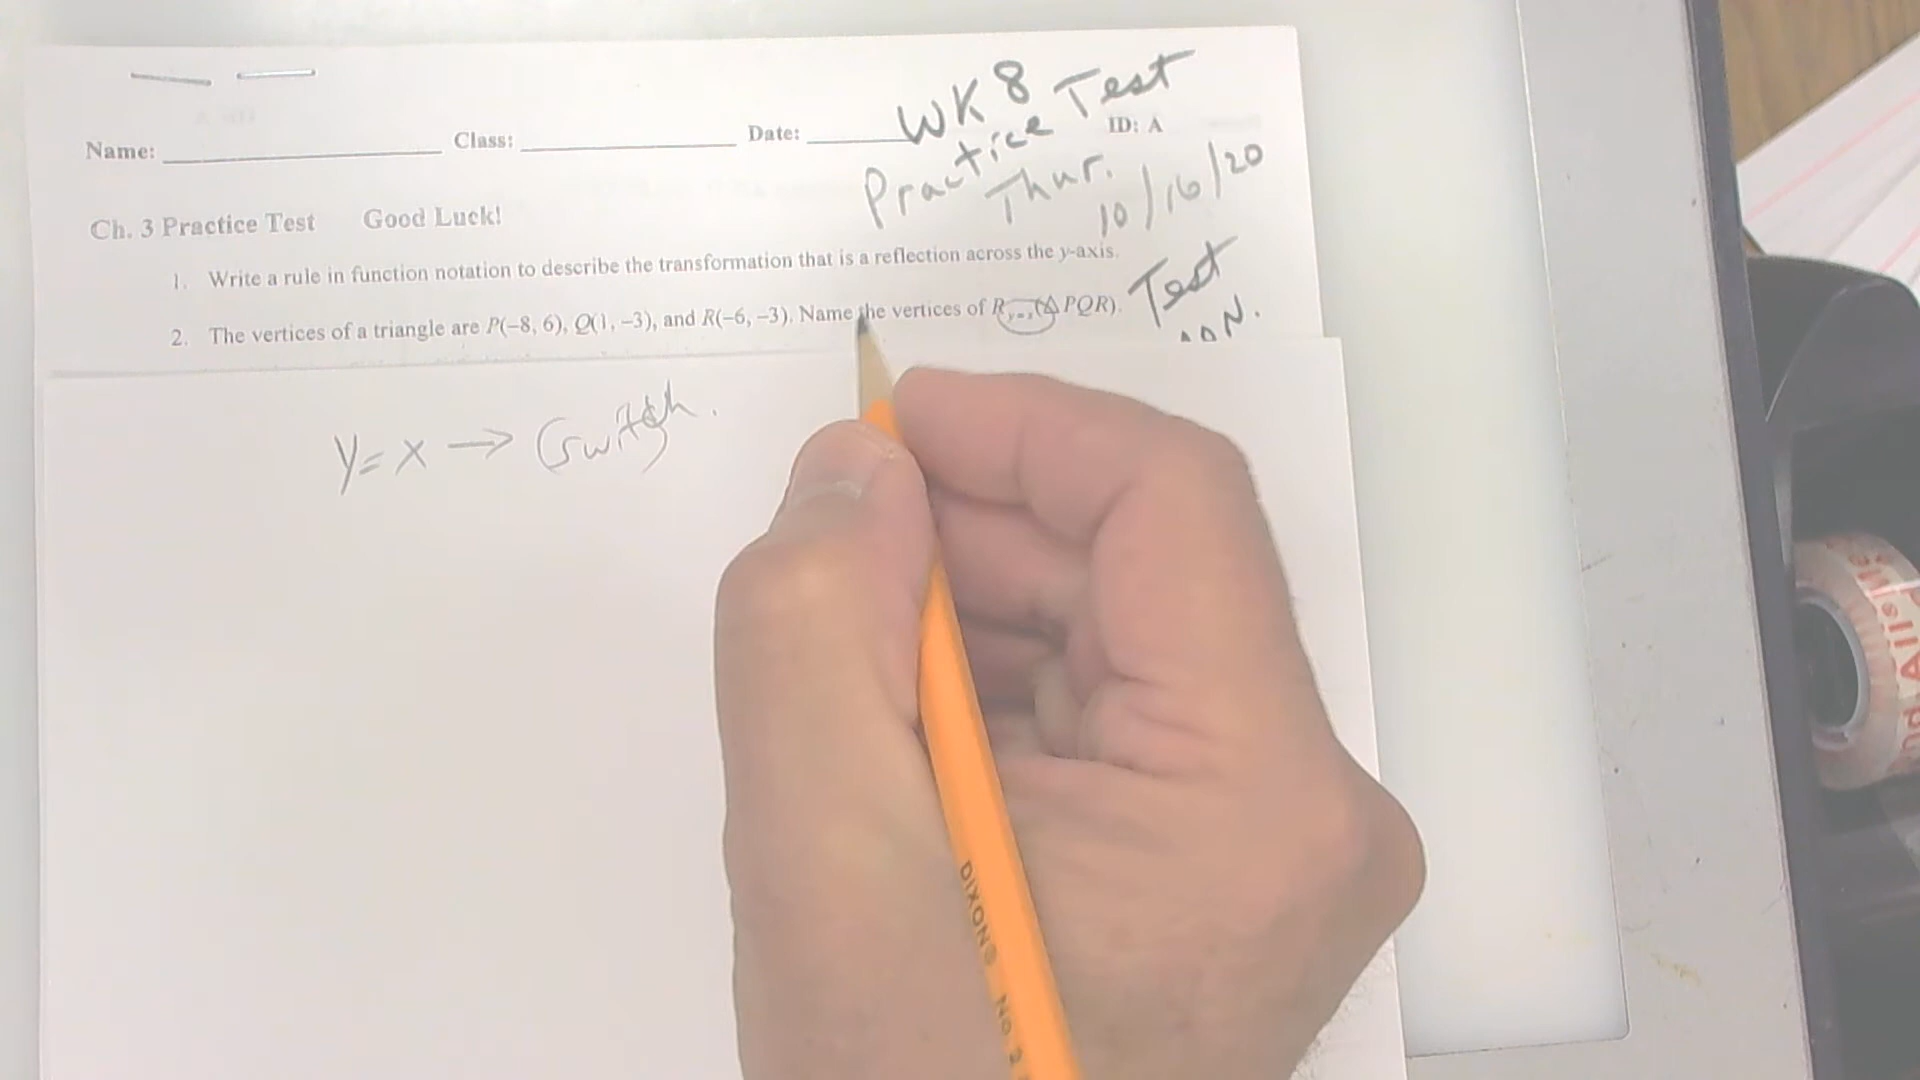 WK 8
Practice Test
Thur.
10/16/20
Name: Class: Date: ID: A
Ch. 3 Practice Test Good Luck!
1. Write a rule in function notation to describe the transformation that is a reflection across the y-axis.
2. The vertices of a triangle are P(–8, 6), Q(1, –3), and R(–6, –3). Name the vertices of R y=x (△PQR).
Test
y = x → switch.
DIXON® No. 2